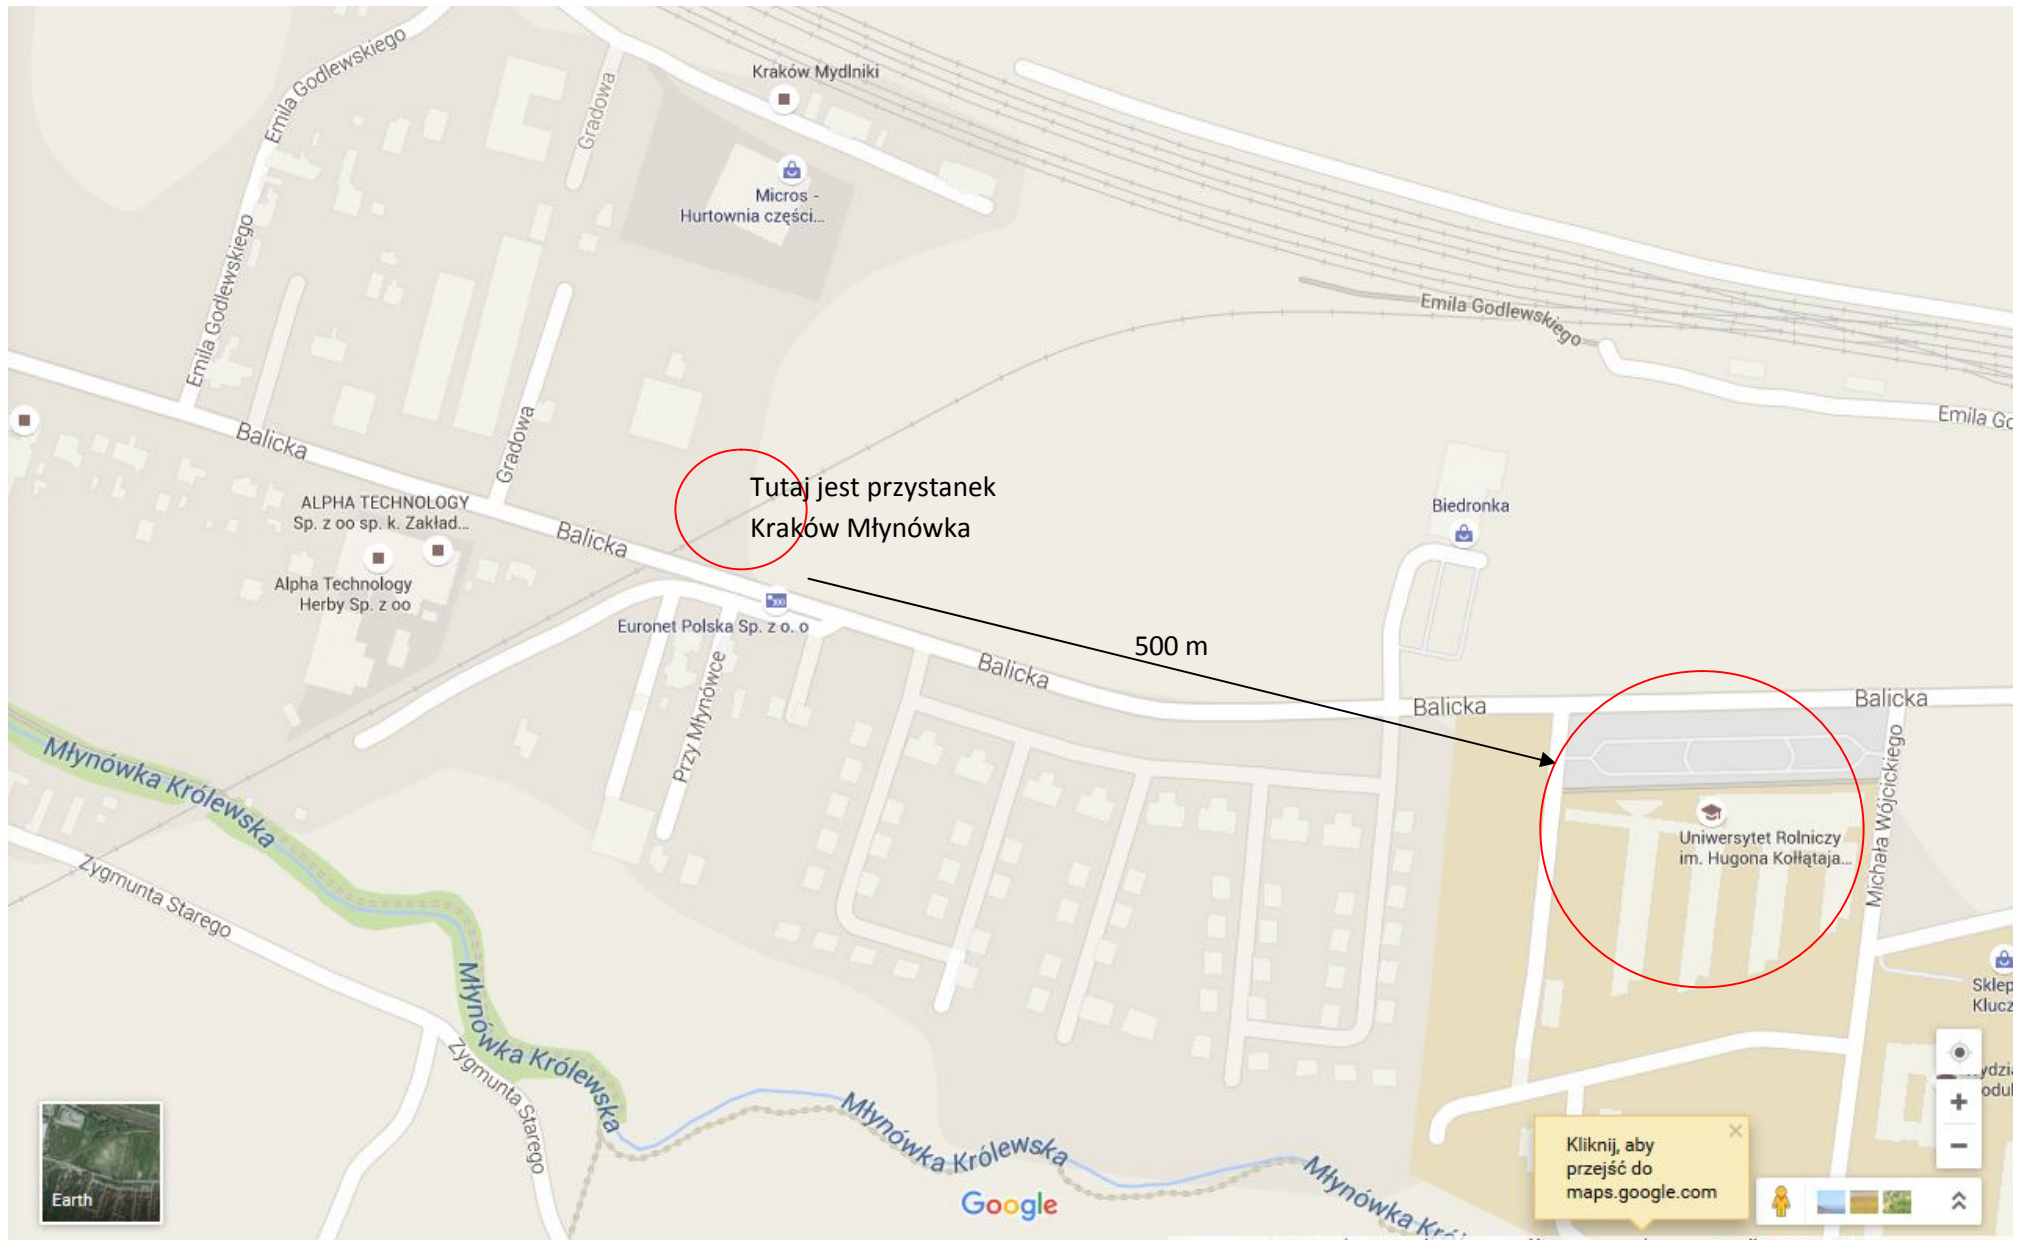 Emila Godlewskiego
Gradowa
Kraków Mydlniki
Micros -
Hurtownia części...
Emila Godlewskiego
Emila Godlewskiego
Emila Go
Balicka
Gradowa
ALPHA TECHNOLOGY
Sp. z oo sp. k. Zakład...
Alpha Technology
Herby Sp. z oo
Balicka
Tutaj jest przystanek
Kraków Młynówka
Biedronka
Euronet Polska Sp. z o. o
500 m
Balicka
Przy Młynówce
Balicka
Balicka
Młynówka Królewska
Michała Wójcickiego
Uniwersytet Rolniczy
im. Hugona Kołłątaja...
Zygmunta Starego
Młynówka Królewska
Zygmunta Starego
Sklep
Klucz
Młynówka Królewska
Młynówka Kró
Kliknij, aby
przejść do
maps.google.com
Earth
Google